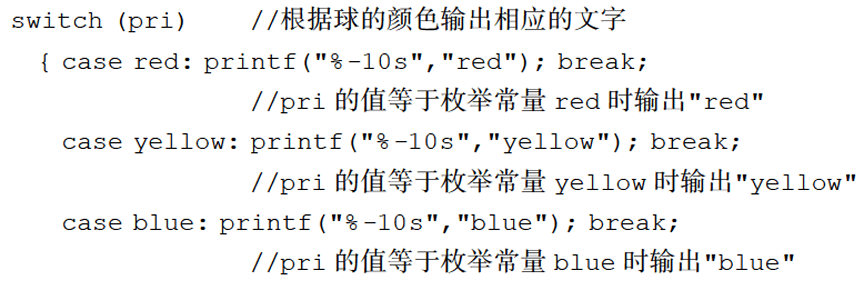 switch (pri) //根据球的颜色输出相应的文字
{ case red: printf("%-10s","red"); break;
//pri 的值等于枚举常量 red 时输出"red"
case yellow: printf("%-10s","yellow"); break;
//pri 的值等于枚举常量 yellow 时输出"yellow"
case blue: printf("%-10s","blue"); break;
//pri 的值等于枚举常量 blue 时输出"blue"